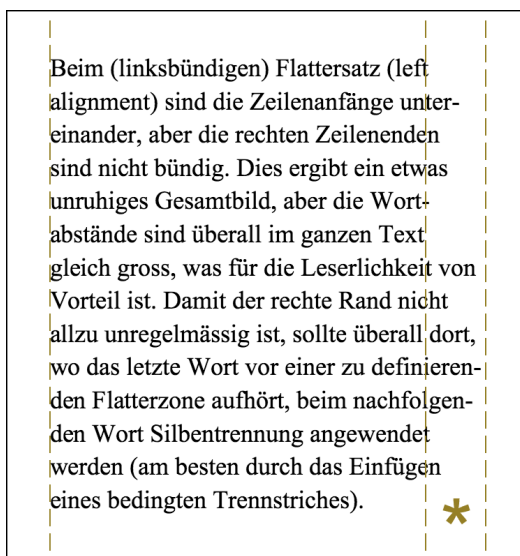 Beim (linksbündigen) Flattersatz (left
alignment) sind die Zeilenanfänge unter-
einander, aber die rechten Zeilenenden
sind nicht bündig. Dies ergibt ein etwas
unruhiges Gesamtbild, aber die Wort-
abstände sind überall im ganzen Text
gleich gross, was für die Leserlichkeit von
Vorteil ist. Damit der rechte Rand nicht
allzu unregelmässig ist, sollte überall dort,
wo das letzte Wort vor einer zu definieren-
den Flatterzone aufhört, beim nachfolgen-
den Wort Silbentrennung angewendet
werden (am besten durch das Einfügen
eines bedingten Trennstriches).
*